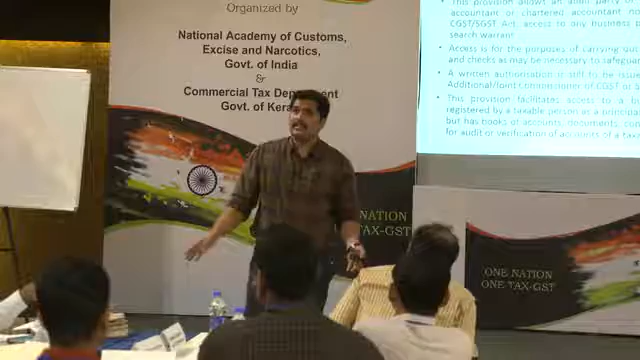 Organized by
National Academy of Customs,
Excise and Narcotics,
Govt. of India
&
Commercial Tax Department
Govt. of Kera
NATION
TAX-GST
This provision allows an audit party of
accountant or chartered accountant
CGST/SGST Act, access to any business
search warrant
Access is for the purposes of carrying out
and checks as may be necessary to safeguard
A written authorisation is still to be
Additional/Joint Commissioner of CGST or
This provision facilitates access to a
registered by a taxable person as a principal
but has books of accounts, documents,
for audit or verification of accounts of a
ONE NATION
ONE TAX-GST